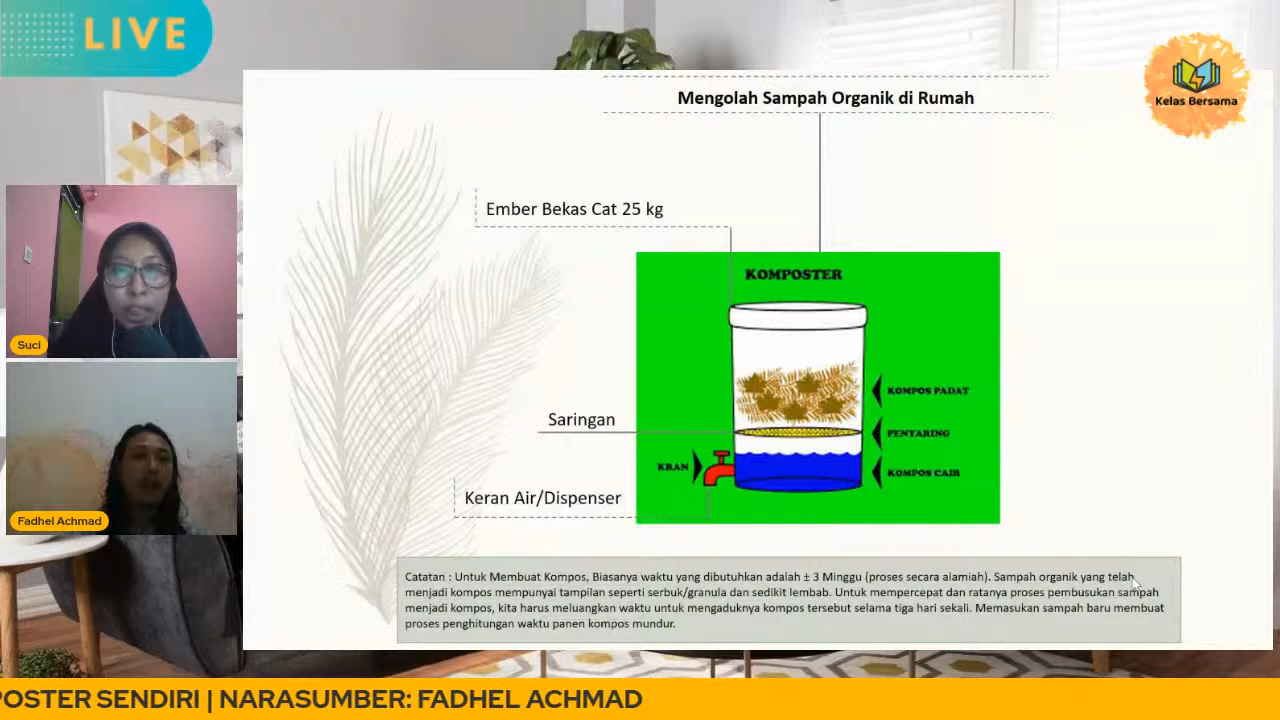 LIVE
Kelas Bersama
Mengolah Sampah Organik di Rumah
Ember Bekas Cat 25 kg
KOMPOSTER
KOMPOS PADAT
Saringan
PENYARING
KRAN
KOMPOS CAIR
Keran Air/Dispenser
Suci
Fadhel Achmad
Catatan : Untuk Membuat Kompos, Biasanya waktu yang dibutuhkan adalah ± 3 Minggu (proses secara alamiah). Sampah organik yang telah
menjadi kompos mempunyai tampilan seperti serbuk/granula dan sedikit lembab. Untuk mempercepat dan ratanya proses pembusukan sampah
menjadi kompos, kita harus meluangkan waktu untuk mengaduknya kompos tersebut selama tiga hari sekali. Memasukan sampah baru membuat
proses penghitungan waktu panen kompos mundur.
POSTER SENDIRI | NARASUMBER: FADHEL ACHMAD